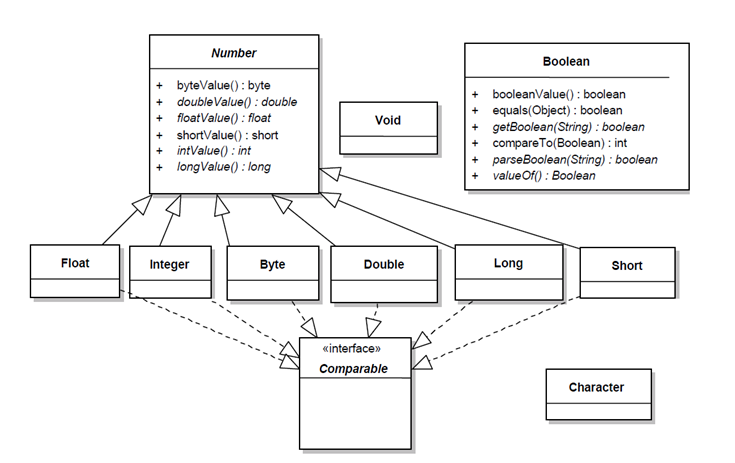 Number
+ byteValue() : byte
+ doubleValue() : double
+ floatValue() : float
+ shortValue() : short
+ intValue() : int
+ longValue() : long
Void
Boolean
+ booleanValue() : boolean
+ equals(Object) : boolean
+ getBoolean(String) : boolean
+ compareTo(Boolean) : int
+ parseBoolean(String) : boolean
+ valueOf() : Boolean
Float
Integer
Byte
Double
Long
Short
«interface»
Comparable
Character